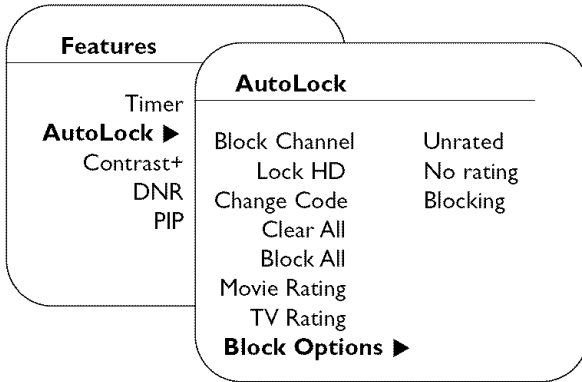 Features
Timer
AutoLock ▶
Contrast+
DNR
PIP
AutoLock
Block Channel
Lock HD
Change Code
Clear All
Block All
Movie Rating
TV Rating
Block Options ▶
Unrated
No rating
Blocking